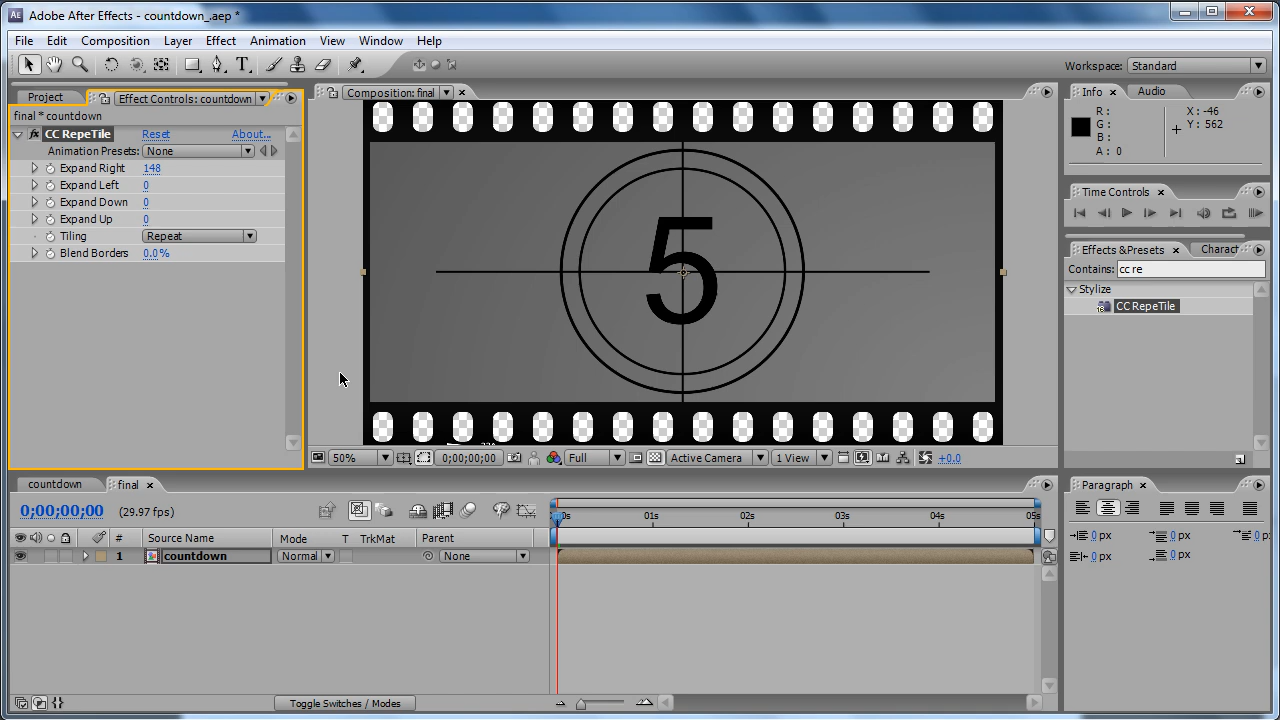 Adobe After Effects - countdown_.aep *
File Edit Composition Layer Effect Animation View Window Help
Workspace: Standard
Project Effect Controls: countdown
final * countdown
CC RepeTile Reset About...
Animation Presets: None
Expand Right 148
Expand Left 0
Expand Down 0
Expand Up 0
Tiling Repeat
Blend Borders 0.0%
Composition: final
5
50% 0;00;00;00 Full Active Camera 1 View +0.0
Info Audio
R : X : -46
G : Y : 562
B :
A : 0
Time Controls
Effects & Presets Charact
Contains: cc re
Stylize
CC RepeTile
countdown final
0;00;00;00 (29.97 fps)
# Source Name Mode T TrkMat Parent
1 countdown Normal None
0s 01s 02s 03s 04s 05s
Toggle Switches / Modes
Paragraph
0 px 0 px 0 px
0 px 0 px